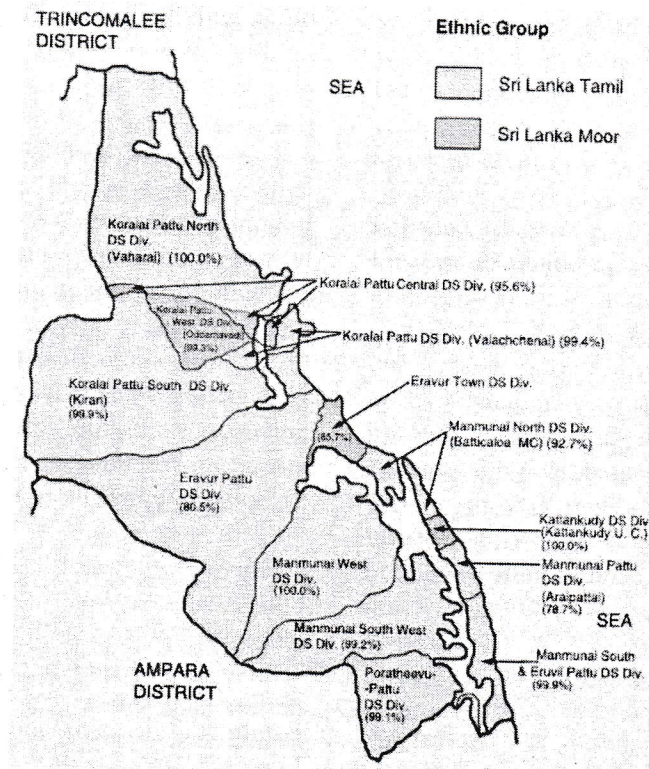 TRINCOMALEE
DISTRICT
Ethnic Group
SEA
Sri Lanka Tamil
Sri Lanka Moor
Koralai Pattu North
DS Div.
(Vaharai) (100.0%)
Koralai Pattu Central DS Div. (95.6%)
Koralai Pattu
West DS Div.
Koralai Pattu DS Div. (Valachchenai) (99.4%)
Koralai Pattu South DS Div.
(Kiran)
(99.9%)
Eravur Town DS Div.
(85.7%)
Manmunai North DS Div.
(Batticaloa MC) (92.7%)
Eravur Pattu
DS Div.
(80.5%)
Kattankudy DS Div
(Kattankudy U. C.)
(100.0%)
Manmunai West
DS Div.
(100.0%)
Manmunai Pattu
DS Div.
(Araipattai)
(78.7%)
SEA
Manmunai South West
DS Div. (99.2%)
Manmunai South
& Eruvil Pattu DS Div.
(99.9%)
AMPARA
DISTRICT
Poratheevu-
-Pattu
DS Div.
(99.1%)